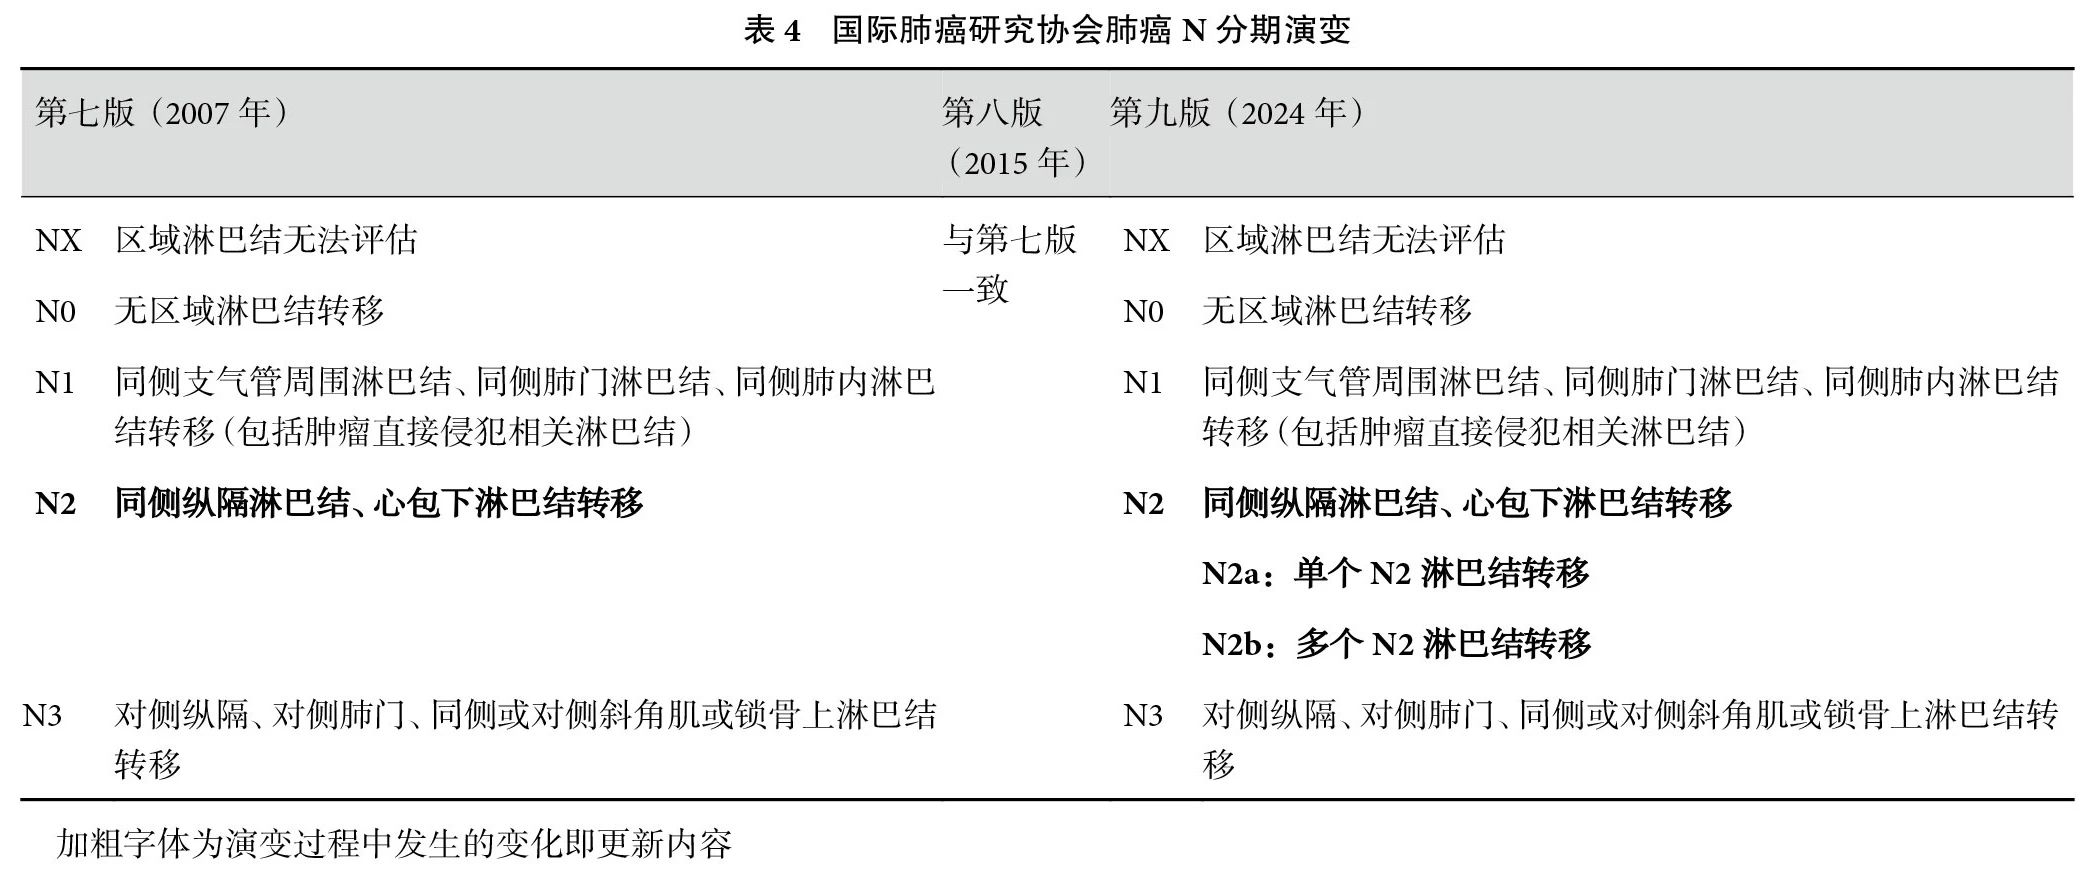 表 4 国际肺癌研究协会肺癌 N 分期演变
第七版（2007 年）
第八版
（2015 年）
第九版（2024 年）
NX 区域淋巴结无法评估
N0 无区域淋巴结转移
N1 同侧支气管周围淋巴结、同侧肺门淋巴结、同侧肺内淋巴
结转移（包括肿瘤直接侵犯相关淋巴结）
N2 同侧纵隔淋巴结、心包下淋巴结转移
N3 对侧纵隔、对侧肺门、同侧或对侧斜角肌或锁骨上淋巴结
转移
与第七版
一致
NX 区域淋巴结无法评估
N0 无区域淋巴结转移
N1 同侧支气管周围淋巴结、同侧肺门淋巴结、同侧肺内淋巴结
转移（包括肿瘤直接侵犯相关淋巴结）
N2 同侧纵隔淋巴结、心包下淋巴结转移
N2a：单个 N2 淋巴结转移
N2b：多个 N2 淋巴结转移
N3 对侧纵隔、对侧肺门、同侧或对侧斜角肌或锁骨上淋巴结转
移
加粗字体为演变过程中发生的变化即更新内容